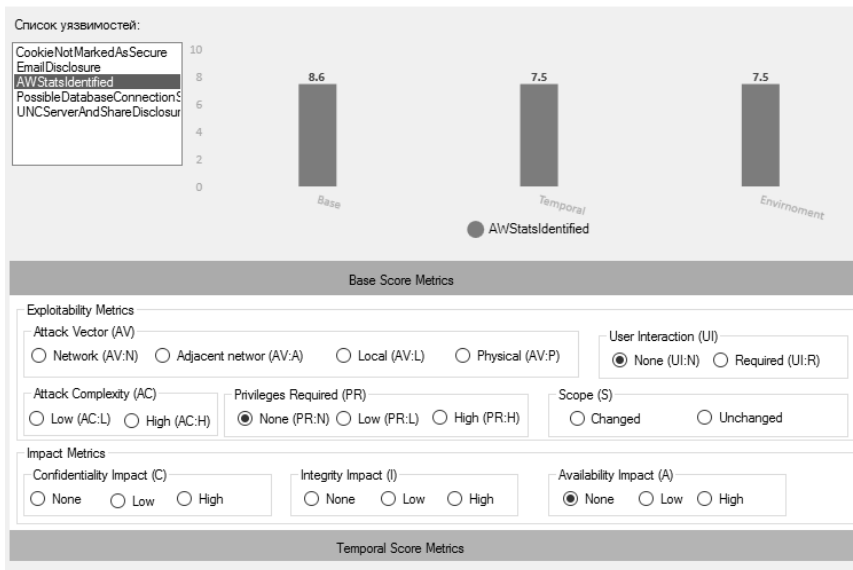 Список уязвимостей:
CookieNotMarkedAsSecure
EmailDisclosure
AWStatsIdentified
PossibleDatabaseConnectionS
UNCServerAndShareDisclosur
10
8
6
4
2
0
8.6 7.5 7.5
Base Temporal Envirnoment
AWStatsIdentified
Base Score Metrics
Exploitability Metrics
Attack Vector (AV)
Network (AV:N) Adjacent networ (AV:A) Local (AV:L) Physical (AV:P)
User Interaction (UI)
None (UI:N) Required (UI:R)
Attack Complexity (AC)
Low (AC:L) High (AC:H)
Privileges Required (PR)
None (PR:N) Low (PR:L) High (PR:H)
Scope (S)
Changed Unchanged
Impact Metrics
Confidentiality Impact (C)
None Low High
Integrity Impact (I)
None Low High
Availability Impact (A)
None Low High
Temporal Score Metrics